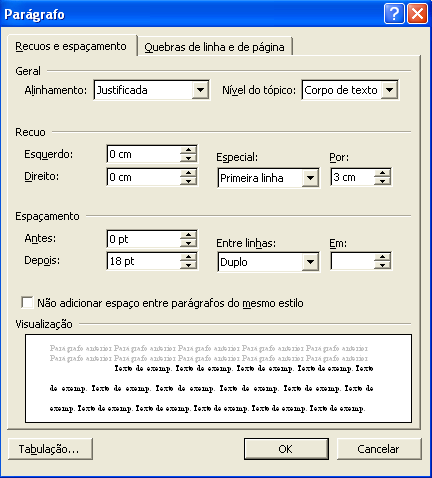 Parágrafo
Recuos e espaçamento Quebras de linha e de página
Geral
Alinhamento: Justificada Nível do tópico: Corpo de texto
Recuo
Esquerdo: 0 cm Especial: Por:
Direito: 0 cm Primeira linha 3 cm
Espaçamento
Antes: 0 pt Entre linhas: Em:
Depois: 18 pt Duplo
Não adicionar espaço entre parágrafos do mesmo estilo
Visualização
Parágrafo anterior Parágrafo anterior Parágrafo anterior Parágrafo anterior Parágrafo anterior
Parágrafo anterior Parágrafo anterior Parágrafo anterior Parágrafo anterior Parágrafo anterior
Texto de exemp. Texto de exemp. Texto de exemp. Texto de exemp. Texto
de exemp. Texto de exemp. Texto de exemp. Texto de exemp. Texto de exemp. Texto
de exemp. Texto de exemp. Texto de exemp. Texto de exemp. Texto de exemp.
Tabulação... OK Cancelar